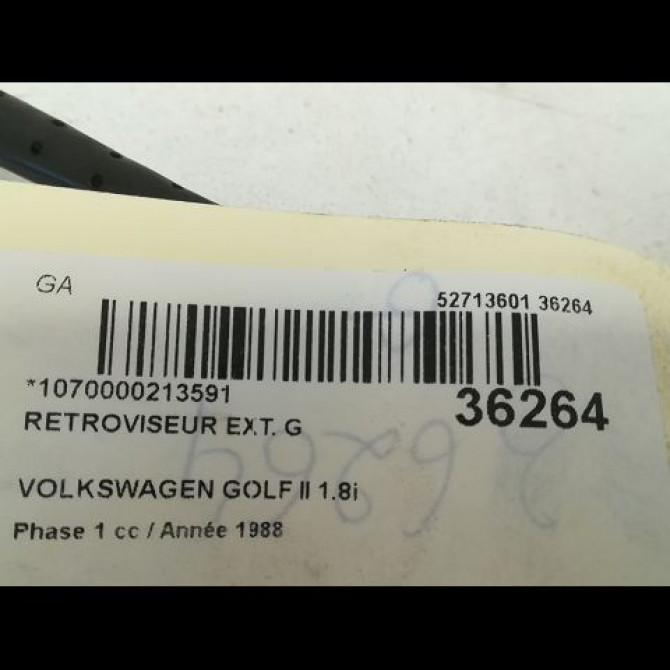 GA
52713601 36264
*1070000213591
36264
RETROVISEUR EXT. G
VOLKSWAGEN GOLF II 1.8i
Phase 1 cc / Année 1988